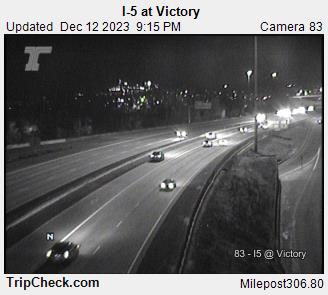 I-5 at Victory
Updated Dec 12 2023 9:15 PM Camera 83
T
N
83 - I5 @ Victory
TripCheck.com Milepost306.80